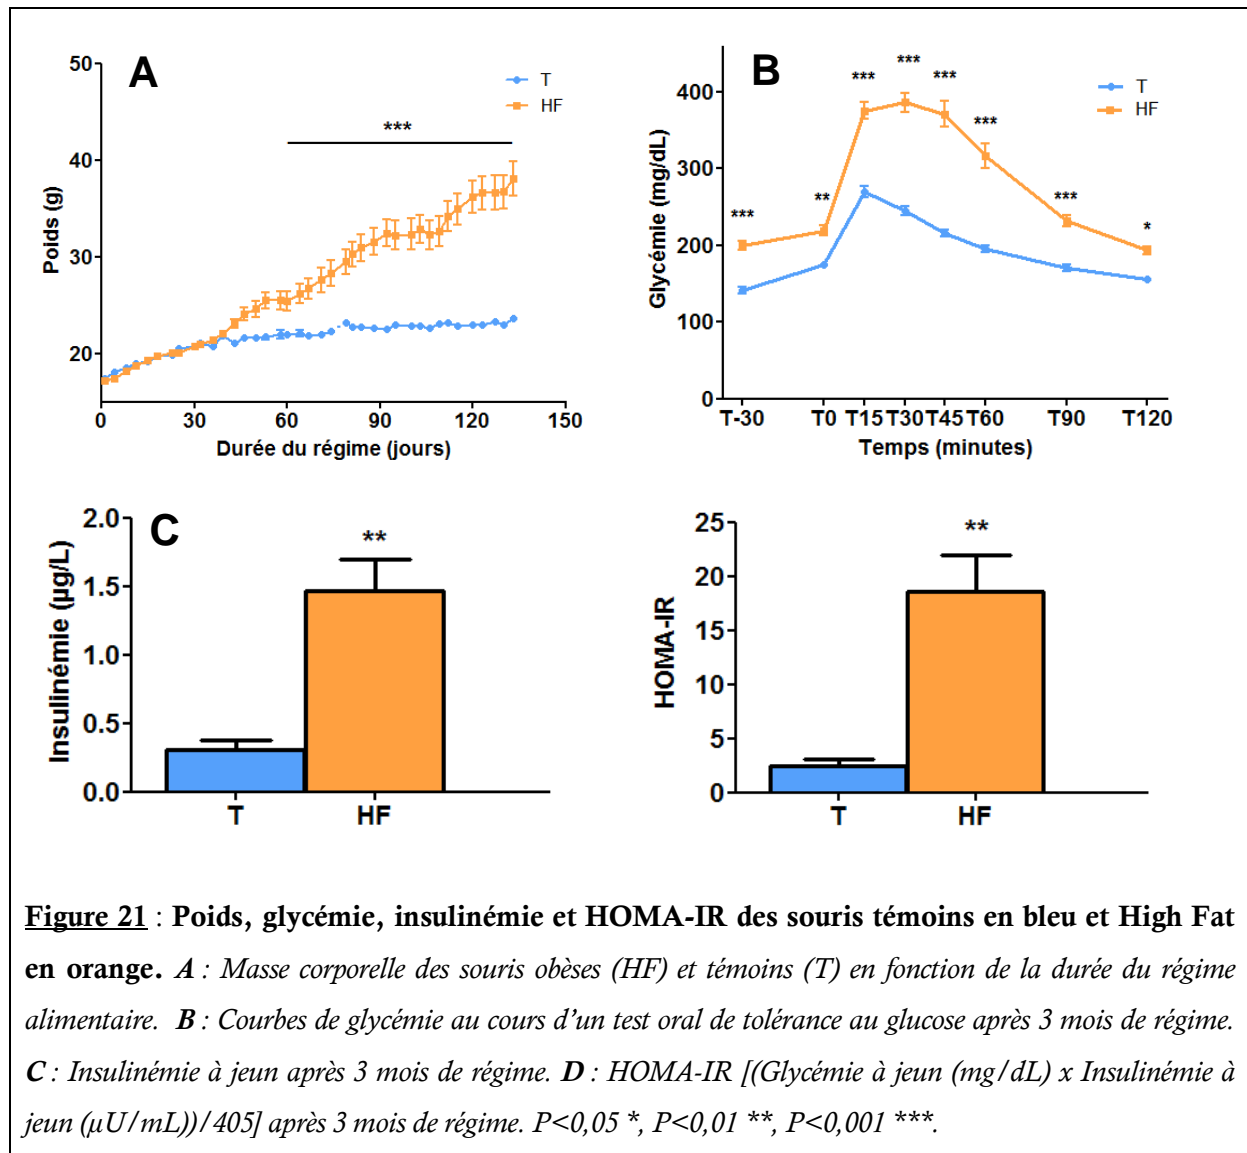 A
50
40
30
20
Poids (g)
T
HF
***
0
30
60
90
120
150
Durée du régime (jours)
B
400
300
200
100
0
Glycémie (mg/dL)
T
HF
***
**
***
***
***
***
***
*
T-30
T0
T15
T30
T45
T60
T90
T120
Temps (minutes)
C
2.0
1.5
1.0
0.5
0.0
Insulinémie (µg/L)
**
T
HF
25
20
15
10
5
0
HOMA-IR
**
T
HF
Figure 21 : Poids, glycémie, insulinémie et HOMA-IR des souris témoins en bleu et High Fat
en orange. A : Masse corporelle des souris obèses (HF) et témoins (T) en fonction de la durée du régime
alimentaire. B : Courbes de glycémie au cours d’un test oral de tolérance au glucose après 3 mois de régime.
C : Insulinémie à jeun après 3 mois de régime. D : HOMA-IR [(Glycémie à jeun (mg/dL) x Insulinémie à
jeun (µU/mL))/405] après 3 mois de régime. P<0,05 *, P<0,01 **, P<0,001 ***.